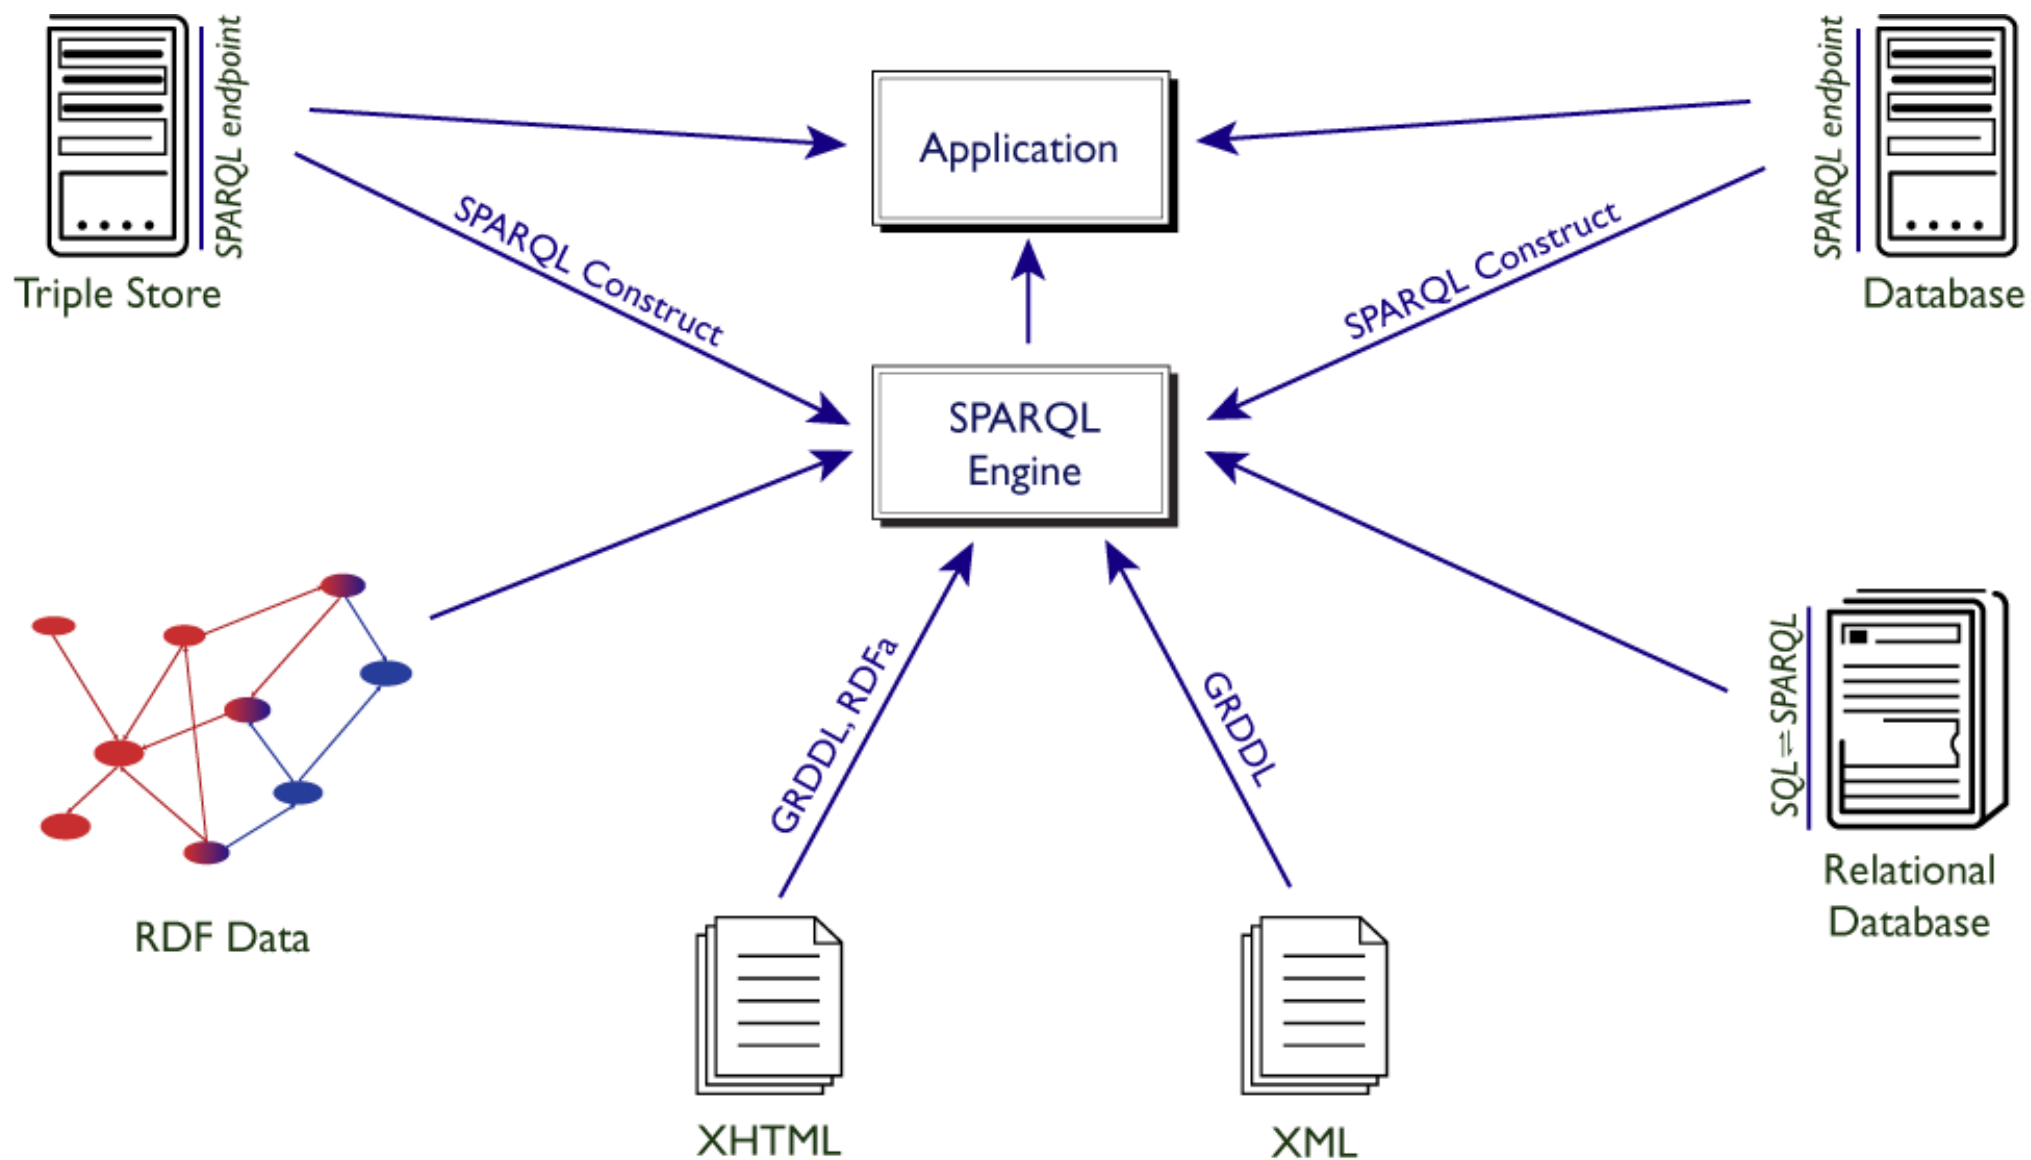 SPARQL endpoint
Triple Store
Application
SPARQL endpoint
Database
SPARQL Construct
SPARQL Construct
SPARQL
Engine
RDF Data
GRDDL, RDFa
GRDDL
SQL⇌SPARQL
Relational
Database
XHTML
XML